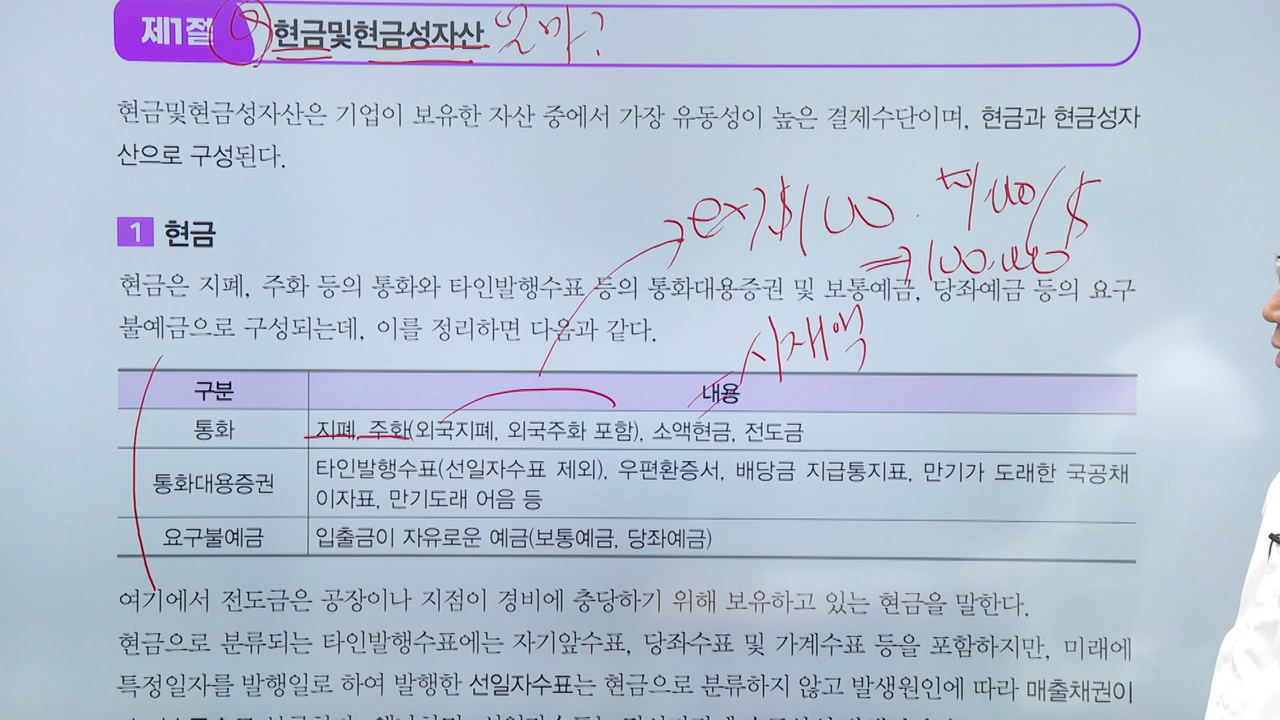 제1절 현금및현금성자산 얼마?
현금및현금성자산은 기업이 보유한 자산 중에서 가장 유동성이 높은 결제수단이며, 현금과 현금성자
산으로 구성된다.
ex) $100
1 현금
⇒ 100,000
현금은 지폐, 주화 등의 통화와 타인발행수표 등의 통화대용증권 및 보통예금, 당좌예금 등의 요구
불예금으로 구성되는데, 이를 정리하면 다음과 같다.
시재액
구분 내용
통화 지폐, 주화(외국지폐, 외국주화 포함), 소액현금, 전도금
통화대용증권 타인발행수표(선일자수표 제외), 우편환증서, 배당금 지급통지표, 만기가 도래한 국공채
이자표, 만기도래 어음 등
요구불예금 입출금이 자유로운 예금(보통예금, 당좌예금)
여기에서 전도금은 공장이나 지점이 경비에 충당하기 위해 보유하고 있는 현금을 말한다.
현금으로 분류되는 타인발행수표에는 자기앞수표, 당좌수표 및 가계수표 등을 포함하지만, 미래에
특정일자를 발행일로 하여 발행한 선일자수표는 현금으로 분류하지 않고 발생원인에 따라 매출채권이